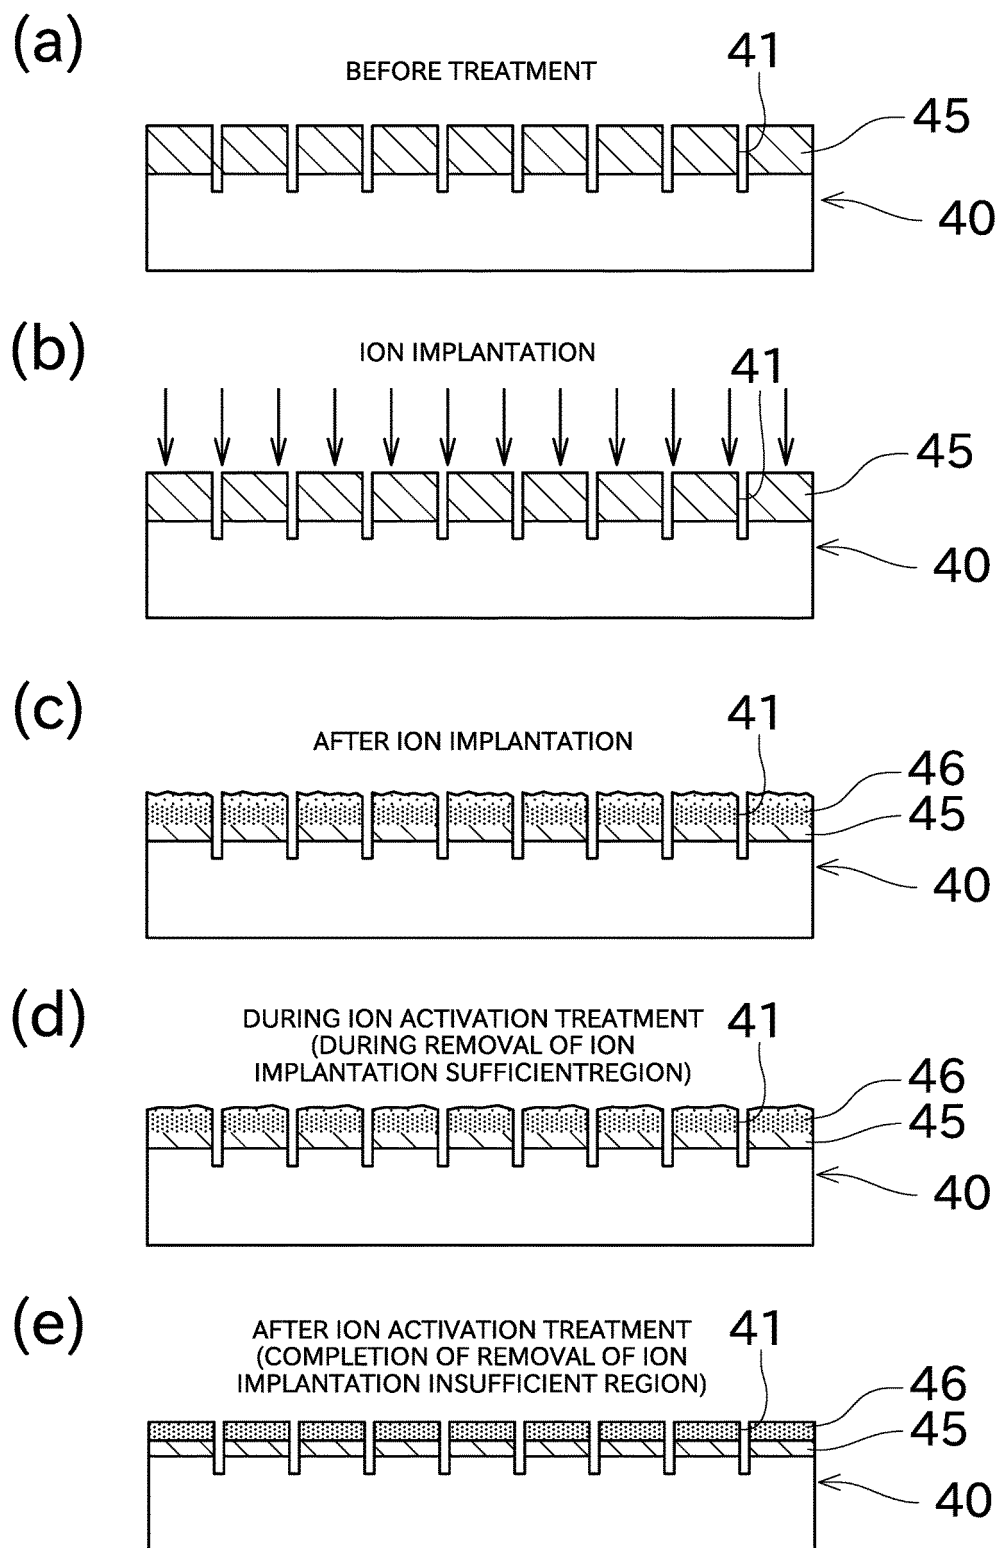 (a)
BEFORE TREATMENT
41
45
40
(b)
ION IMPLANTATION
41
45
40
(c)
AFTER ION IMPLANTATION
41
46
45
40
(d)
DURING ION ACTIVATION TREATMENT
(DURING REMOVAL OF ION
IMPLANTATION SUFFICIENTREGION)
41
46
45
40
(e)
AFTER ION ACTIVATION TREATMENT
(COMPLETION OF REMOVAL OF ION
IMPLANTATION INSUFFICIENT REGION)
41
46
45
40